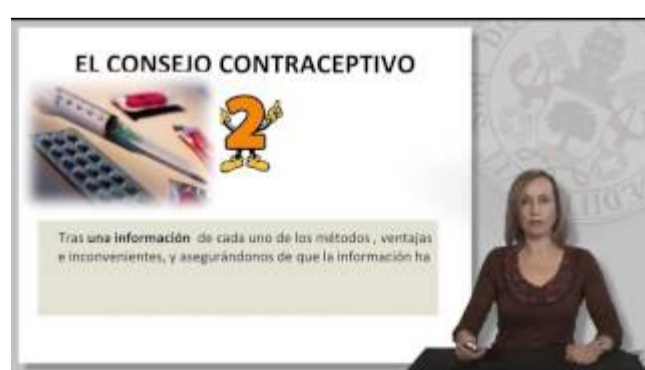 EL CONSEJO CONTRACEPTIVO
2
Tras una información de cada uno de los métodos , ventajas
e inconvenientes, y asegurándonos de que la información ha